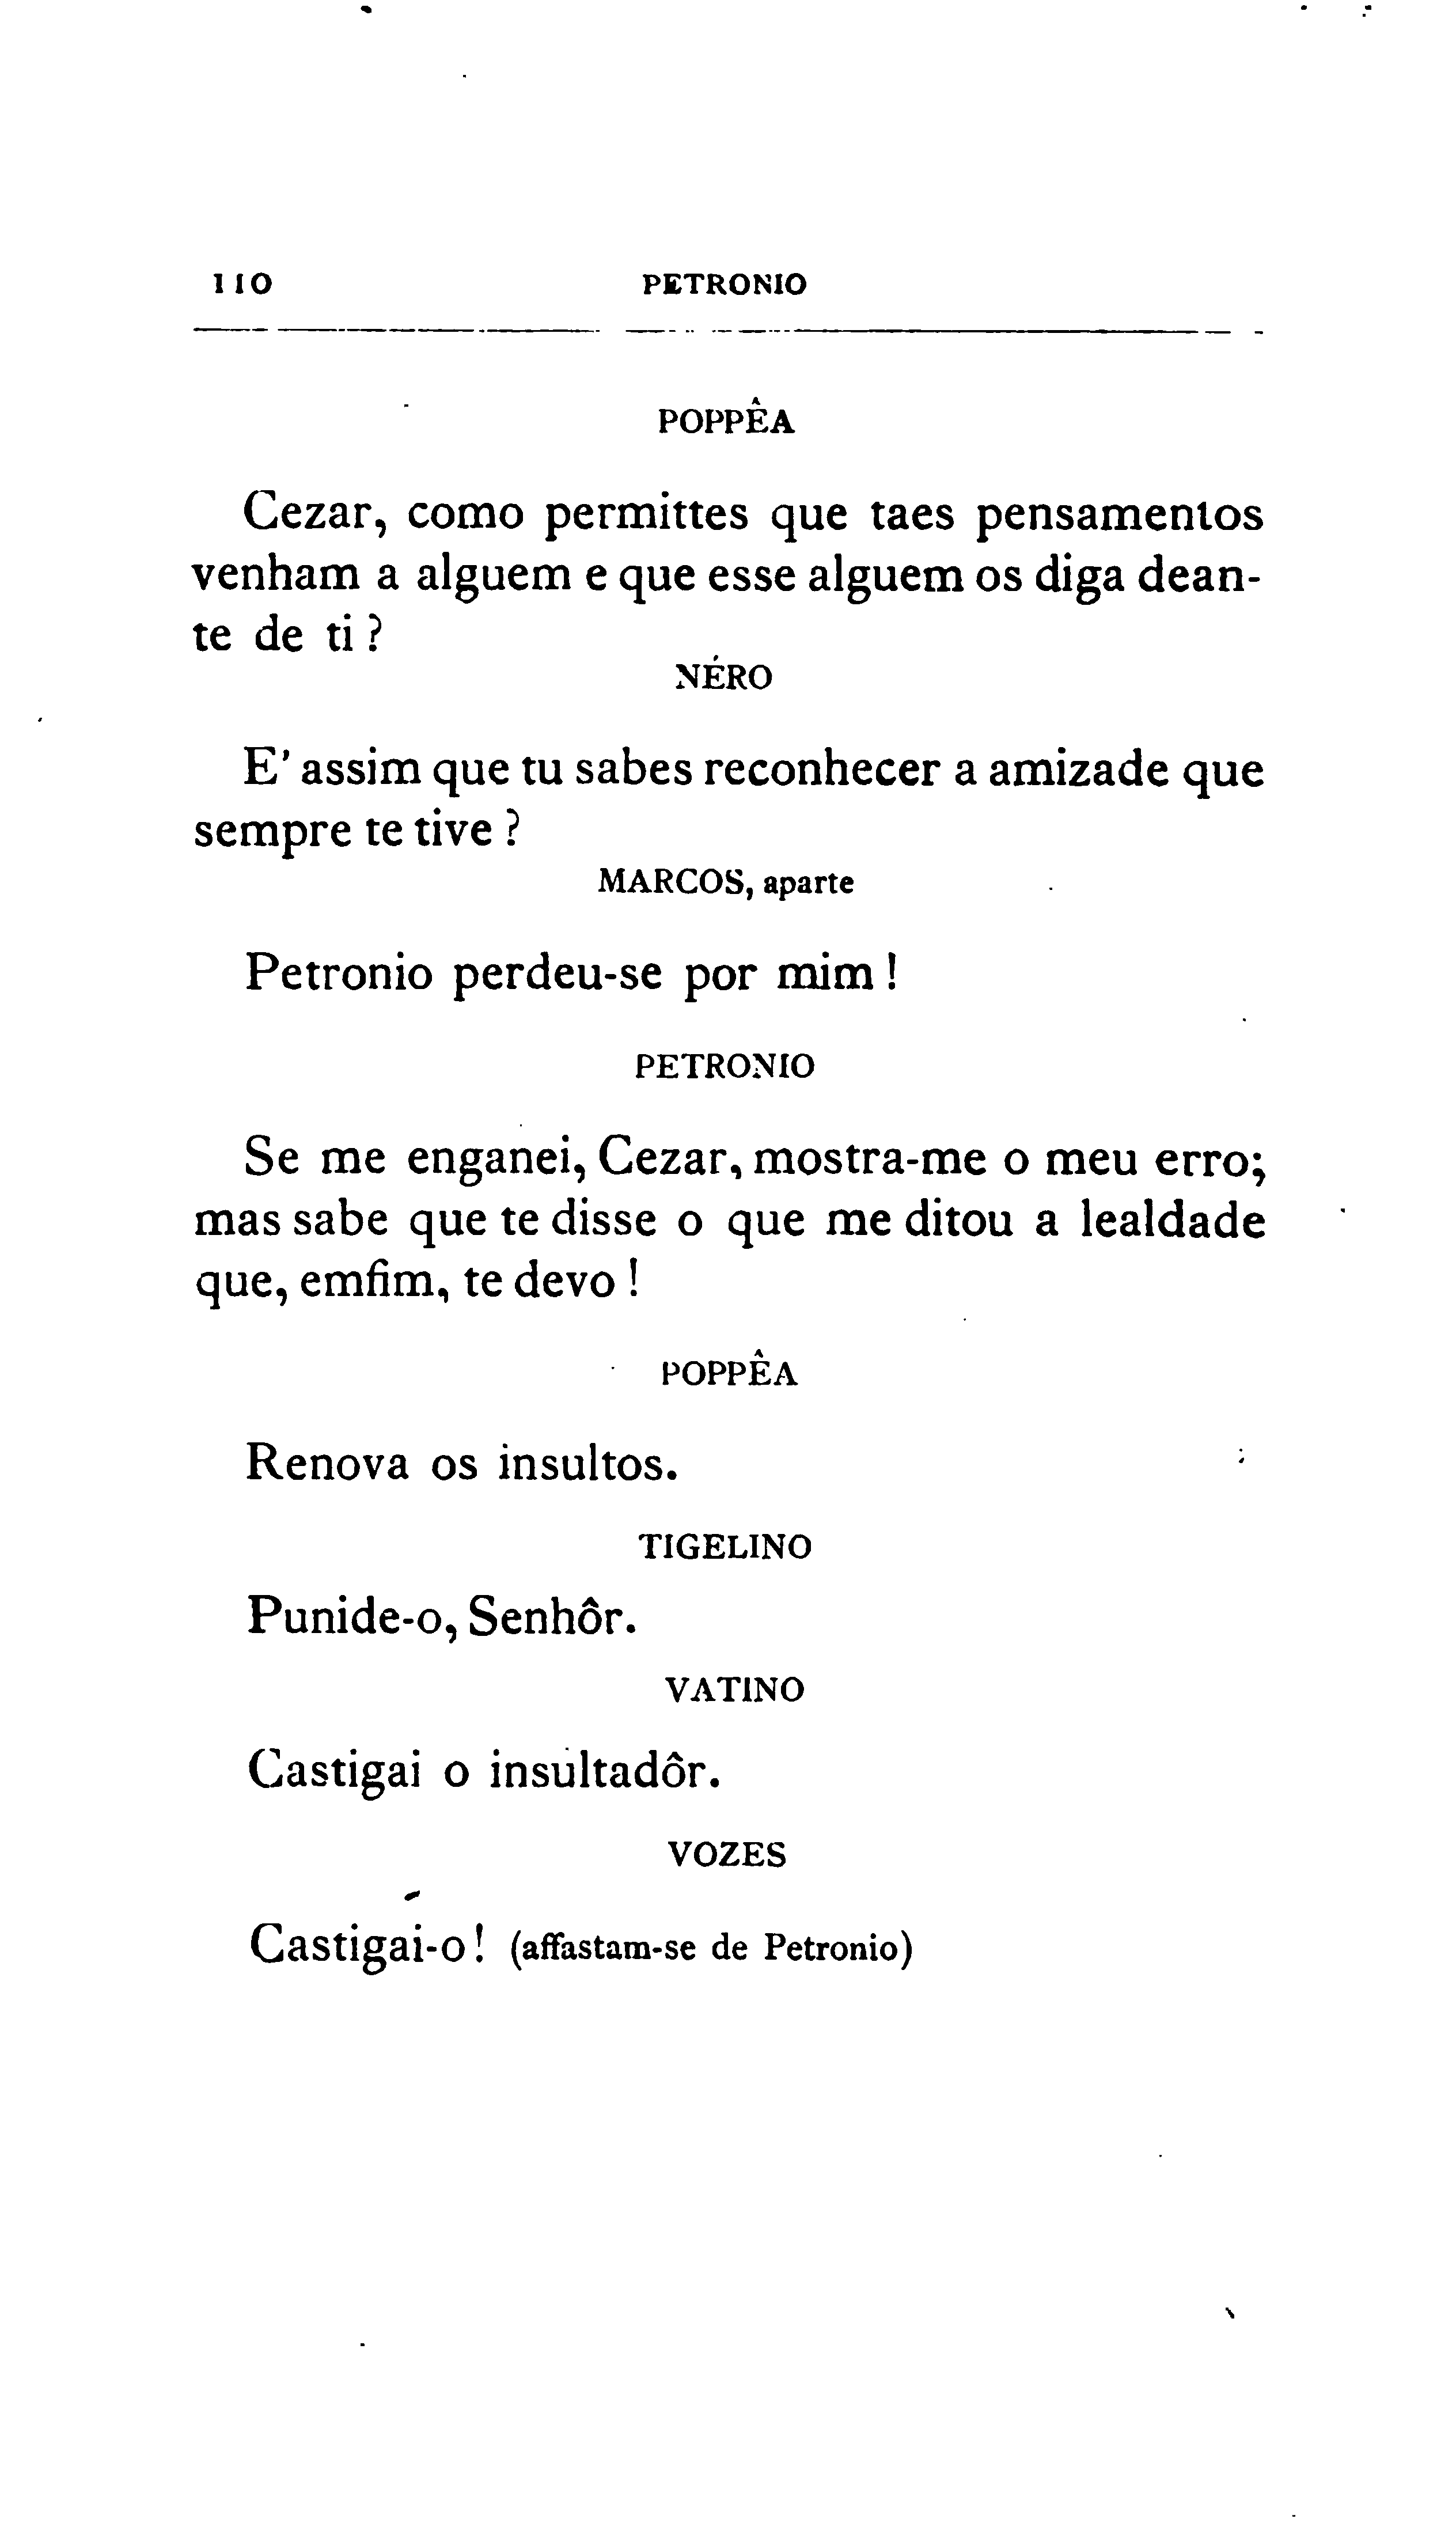 110 PETRONIO
POPPÊA
Cezar, como permittes que taes pensamentos
venham a alguem e que esse alguem os diga dean-
te de ti ?
NÉRO
E' assim que tu sabes reconhecer a amizade que
sempre te tive ?
MARCOS, aparte
Petronio perdeu-se por mim !
PETRONIO
Se me enganei, Cezar, mostra-me o meu erro;
mas sabe que te disse o que me ditou a lealdade
que, emfim, te devo !
POPPÊA
Renova os insultos.
TIGELINO
Punide-o, Senhôr.
VATINO
Castigai o insultadôr.
VOZES
Castigai-o! (affastam-se de Petronio)